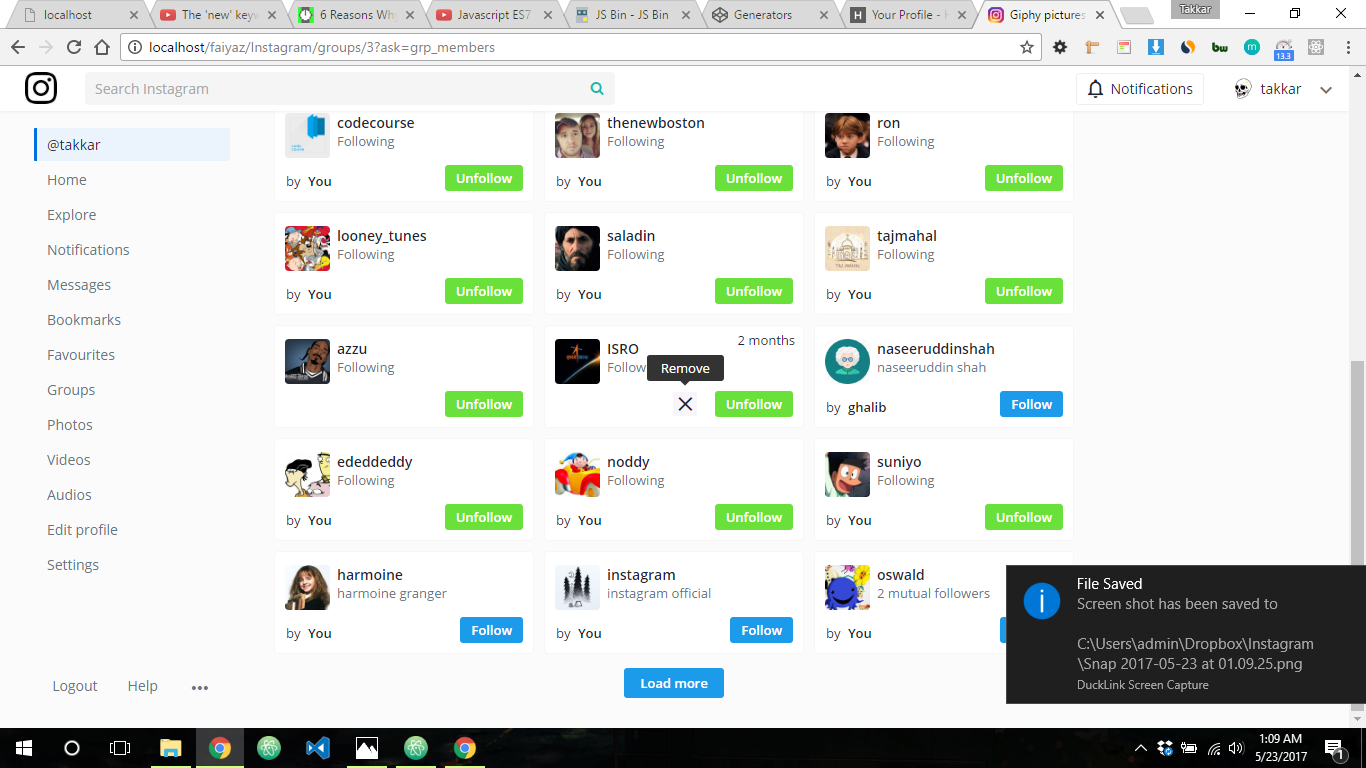 localhost
The 'new' keyw
6 Reasons Why
Javascript ES7
JS Bin - JS Bin
Generators
Your Profile - H
Giphy pictures
Takkar
localhost/faiyaz/Instagram/groups/3?ask=grp_members
bw
m
13.3
Search Instagram
Notifications
takkar
@takkar
Home
Explore
Notifications
Messages
Bookmarks
Favourites
Groups
Photos
Videos
Audios
Edit profile
Settings
Logout Help
codecourse
Following
by You
Unfollow
thenewboston
Following
by You
Unfollow
ron
Following
by You
Unfollow
looney_tunes
Following
by You
Unfollow
saladin
Following
by You
Unfollow
tajmahal
Following
by You
Unfollow
azzu
Following
Unfollow
ISRO
2 months
Follow
Remove
Unfollow
naseeruddinshah
naseeruddin shah
by ghalib
Follow
ededdeddy
Following
by You
Unfollow
noddy
Following
by You
Unfollow
suniyo
Following
by You
Unfollow
harmoine
harmoine granger
by You
Follow
instagram
instagram official
by You
Follow
oswald
2 mutual followers
by You
Load more
File Saved
Screen shot has been saved to
C:\Users\admin\Dropbox\Instagram
\Snap 2017-05-23 at 01.09.25.png
DuckLink Screen Capture
1:09 AM
5/23/2017
1